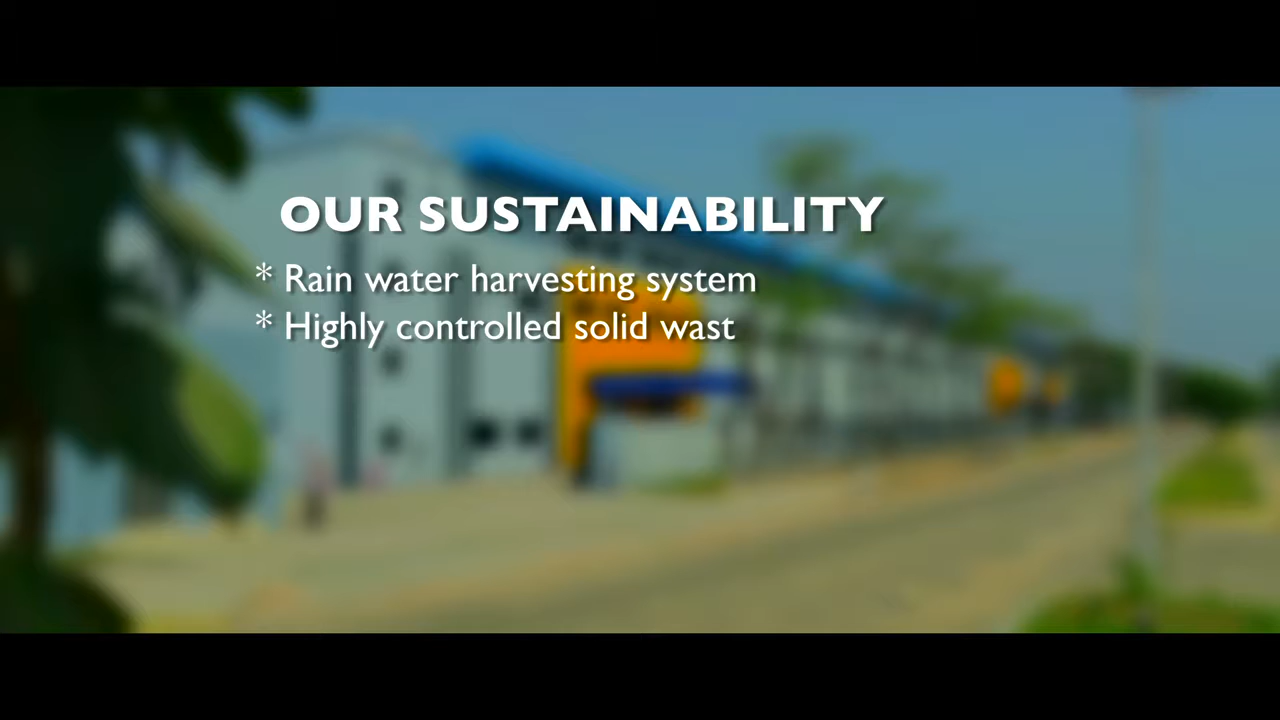 OUR SUSTAINABILITY
* Rain water harvesting system
* Highly controlled solid wast